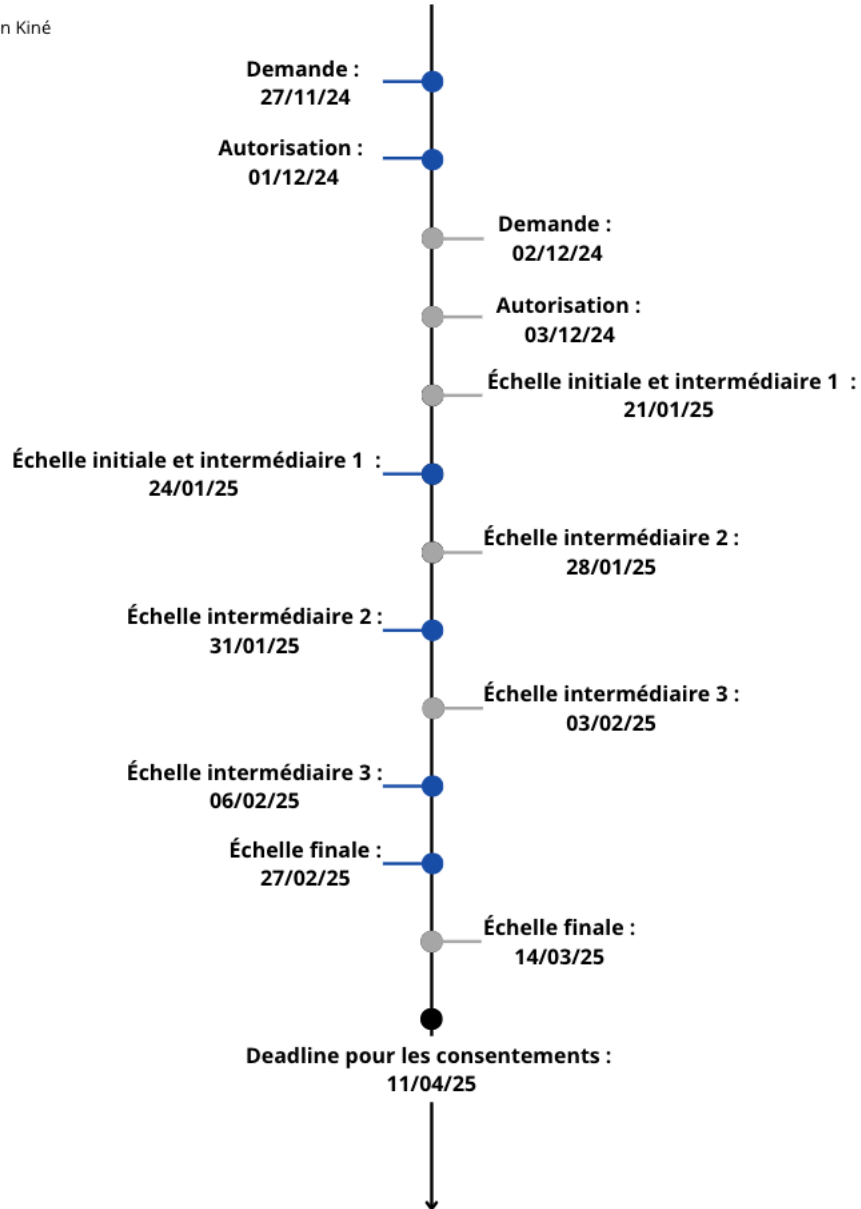 n Kiné
Demande :
27/11/24
Autorisation :
01/12/24
Demande :
02/12/24
Autorisation :
03/12/24
Échelle initiale et intermédiaire 1 :
21/01/25
Échelle initiale et intermédiaire 1 :
24/01/25
Échelle intermédiaire 2 :
28/01/25
Échelle intermédiaire 2 :
31/01/25
Échelle intermédiaire 3 :
03/02/25
Échelle intermédiaire 3 :
06/02/25
Échelle finale :
27/02/25
Échelle finale :
14/03/25
Deadline pour les consentements :
11/04/25